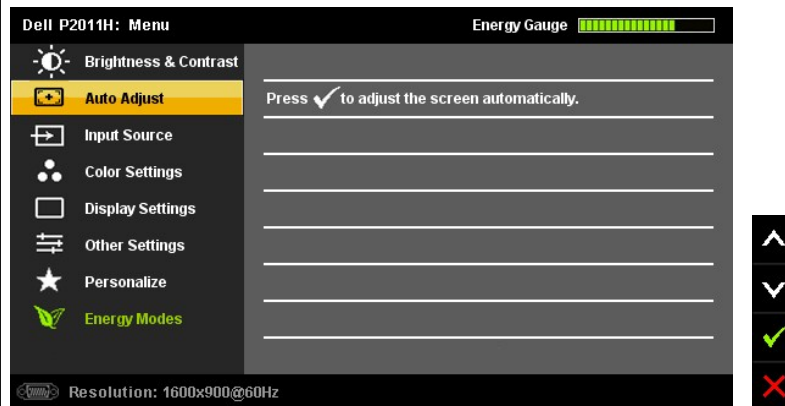 Dell P2011H: Menu
Energy Gauge
Brightness & Contrast
Auto Adjust
Press ✓ to adjust the screen automatically.
Input Source
Color Settings
Display Settings
Other Settings
Personalize
Energy Modes
Resolution: 1600x900@60Hz